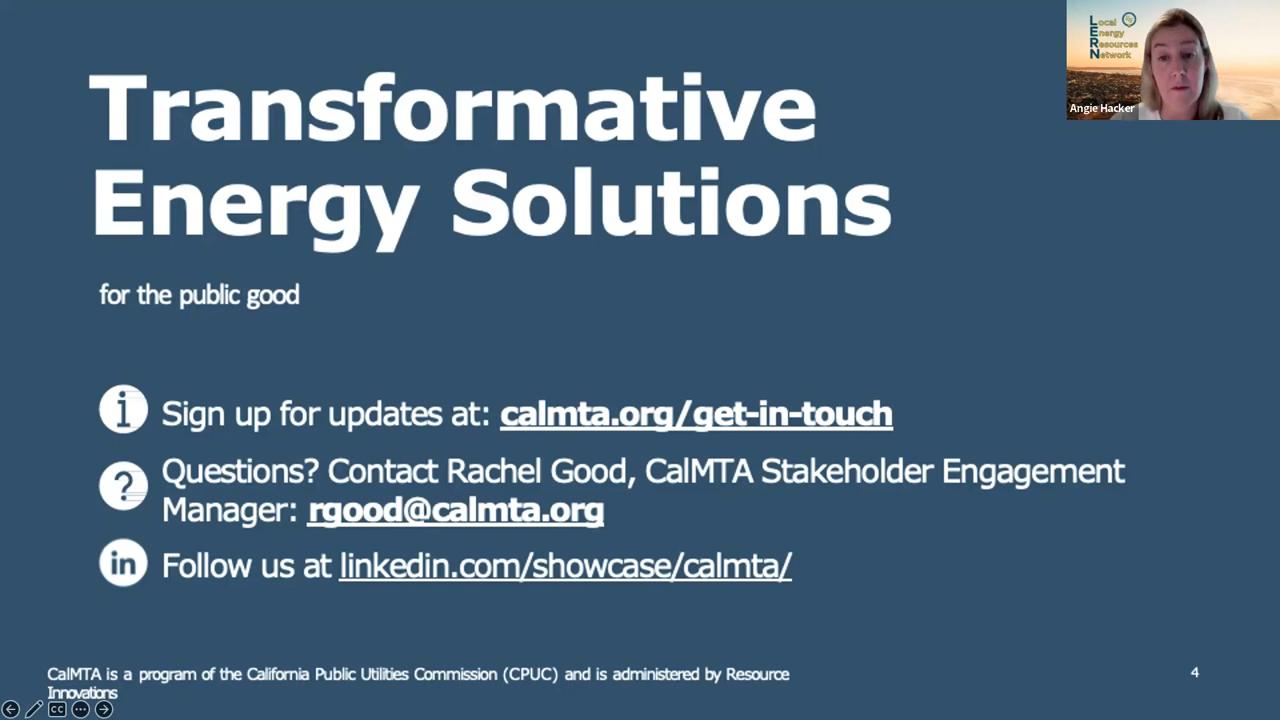 Transformative
Energy Solutions
for the public good
Sign up for updates at: calmta.org/get-in-touch
Questions? Contact Rachel Good, CalMTA Stakeholder Engagement
Manager: rgood@calmta.org
in Follow us at linkedin.com/showcase/calmta/
CalMTA is a program of the California Public Utilities Commission (CPUC) and is administered by Resource
Innovations
4
CC
Local
Energy
Resources
Network
Angie Hacker